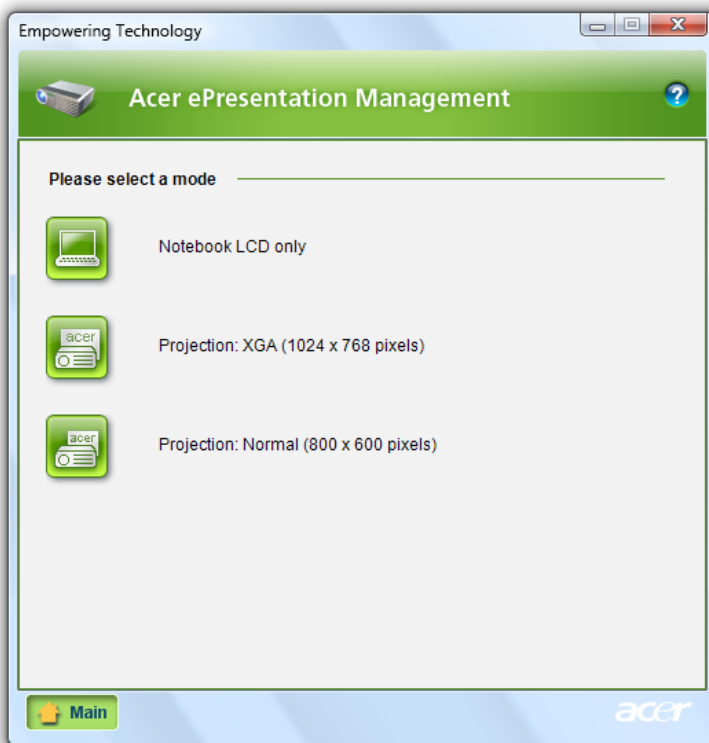 Empowering Technology
Acer ePresentation Management
?
Please select a mode
Notebook LCD only
acer
Projection: XGA (1024 x 768 pixels)
acer
Projection: Normal (800 x 600 pixels)
Main
acer